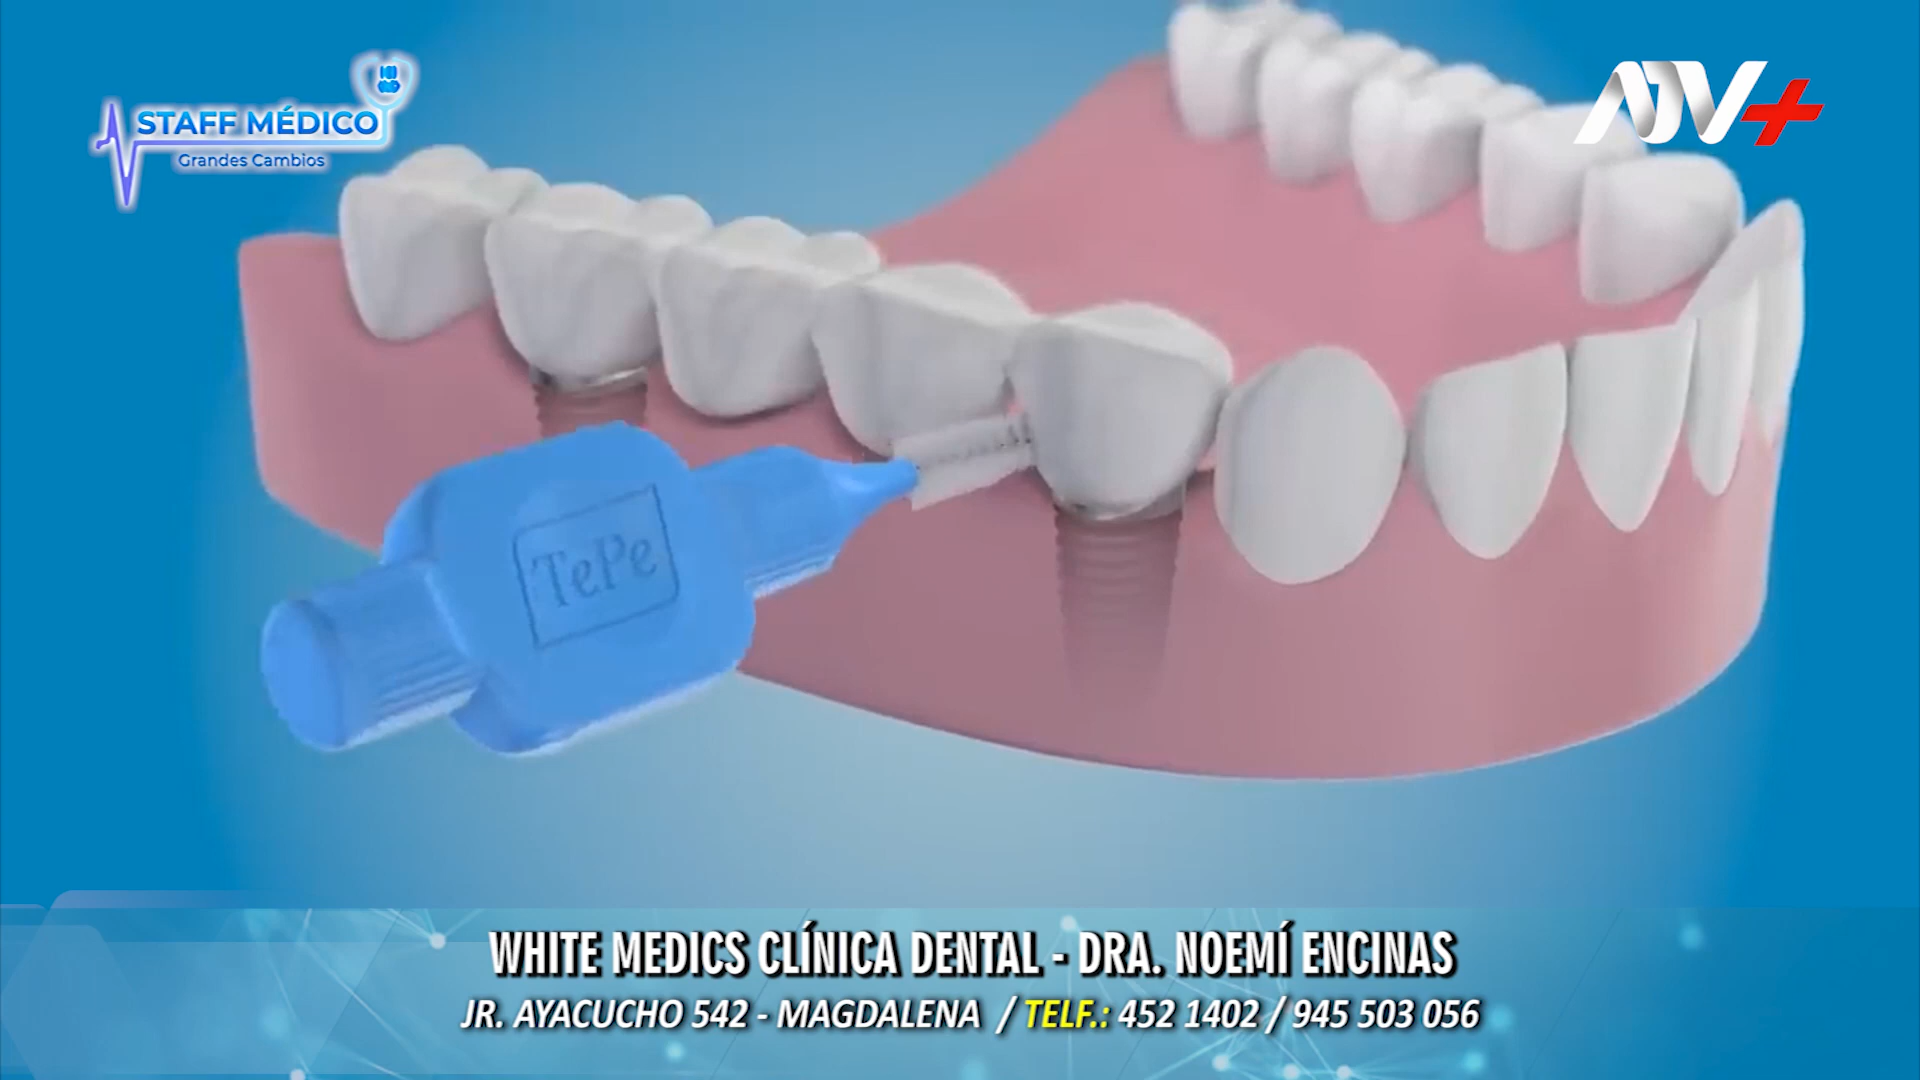 STAFF MÉDICO
Grandes Cambios
ATV+
TePe
WHITE MEDICS CLÍNICA DENTAL - DRA. NOEMÍ ENCINAS
JR. AYACUCHO 542 - MAGDALENA / TELF.: 452 1402 / 945 503 056